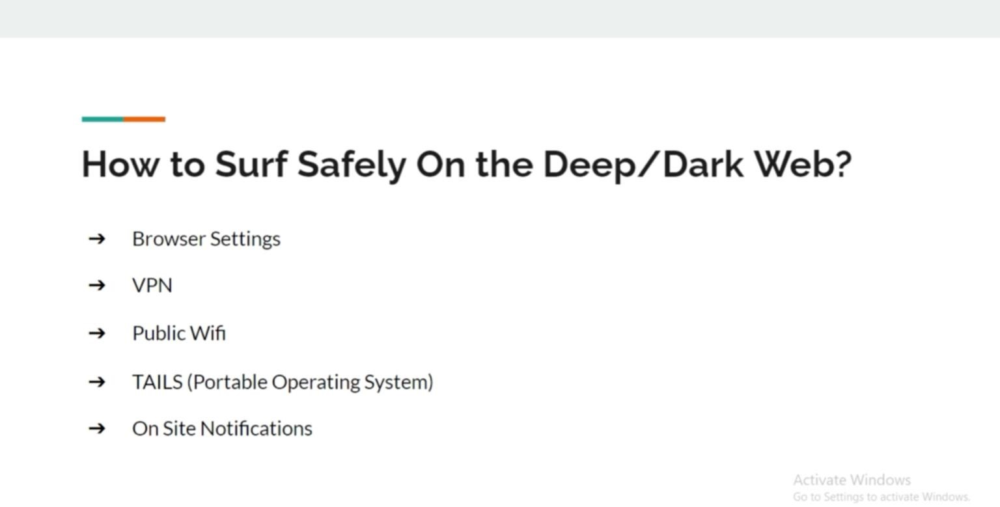 How to Surf Safely On the Deep/Dark Web?
➔ Browser Settings
➔ VPN
➔ Public Wifi
➔ TAILS (Portable Operating System)
➔ On Site Notifications
Activate Windows
Go to Settings to activate Windows.